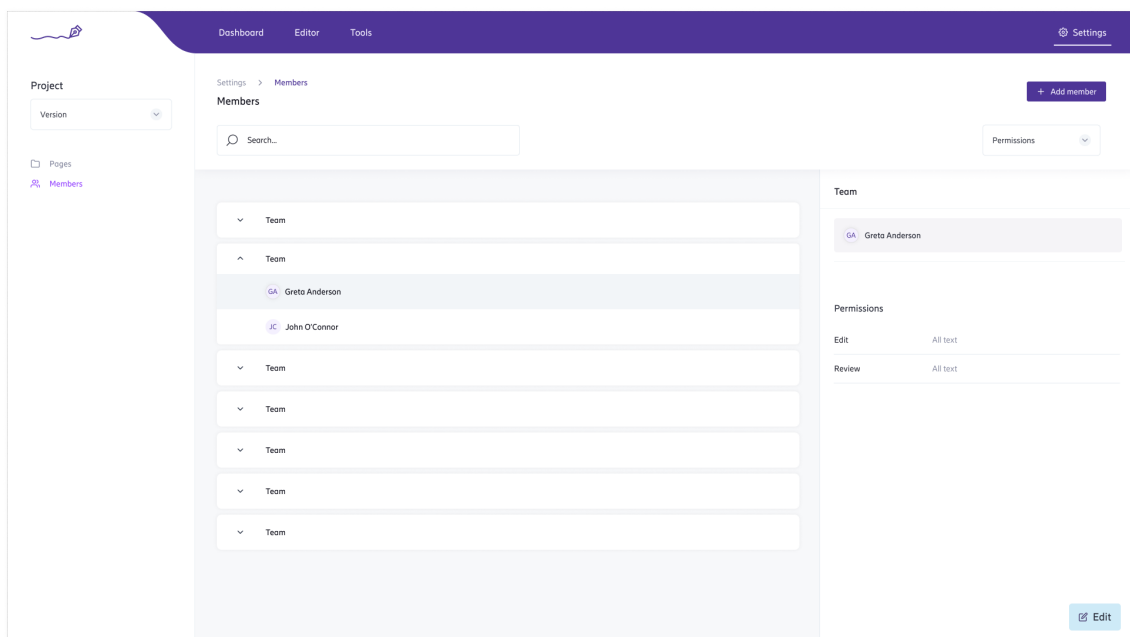 Dashboard Editor Tools Settings
Project
Version
Pages
Members
Settings > Members
Members
+ Add member
Search...
Permissions
Team
Team
GA Greta Anderson
JC John O'Connor
Team
Team
Team
Team
Team
Team
GA Greta Anderson
Permissions
Edit All text
Review All text
Edit